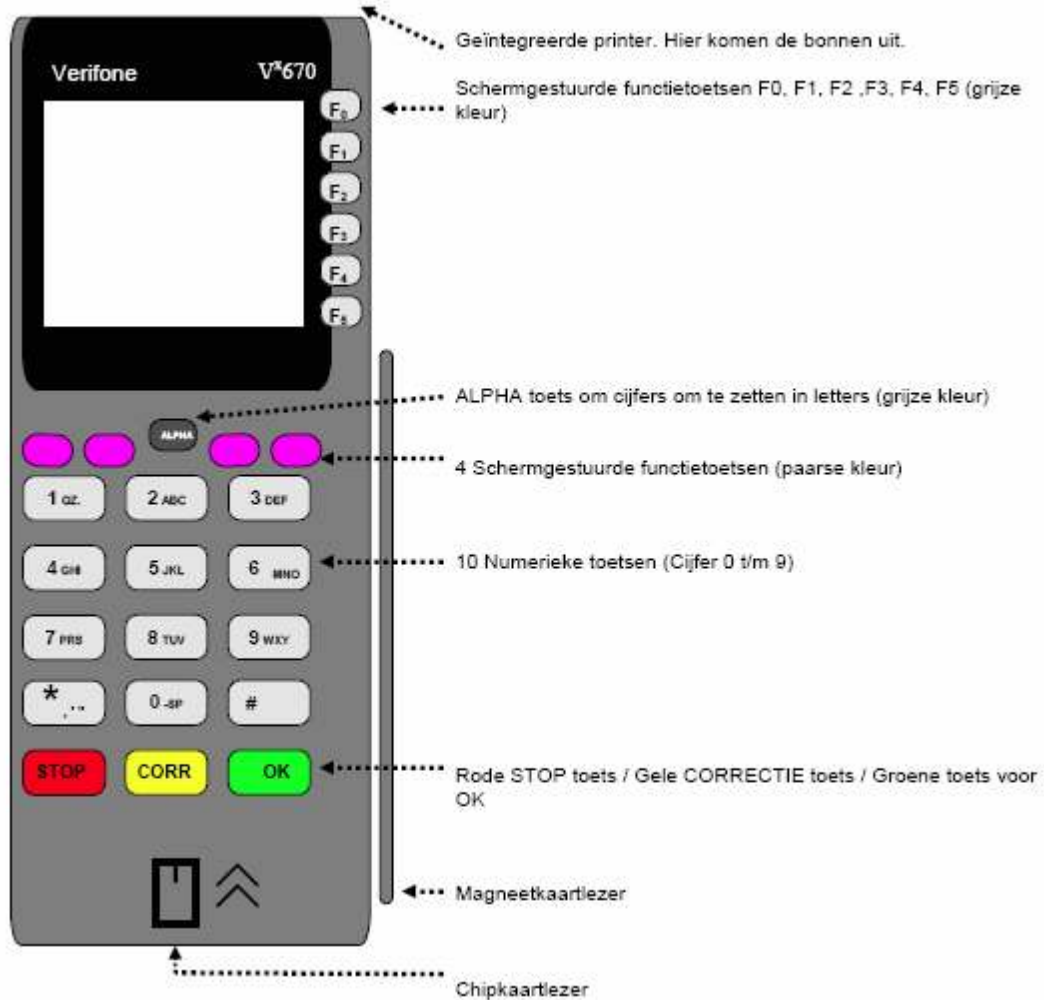 Geïntegreerde printer. Hier komen de bonnen uit.
Verifone Vx670
Schermgestuurde functietoetsen F0, F1, F2 ,F3, F4, F5 (grijze
kleur)
F0
F1
F2
F3
F4
F5
ALPHA toets om cijfers om te zetten in letters (grijze kleur)
ALPHA
4 Schermgestuurde functietoetsen (paarse kleur)
1 QZ. 2 ABC 3 DEF
4 GHI 5 JKL 6 MNO
10 Numerieke toetsen (Cijfer 0 t/m 9)
7 PRS 8 TUV 9 WXY
* ,.. 0 -SP #
STOP CORR OK
Rode STOP toets / Gele CORRECTIE toets / Groene toets voor
OK
Magneetkaartlezer
Chipkaartlezer